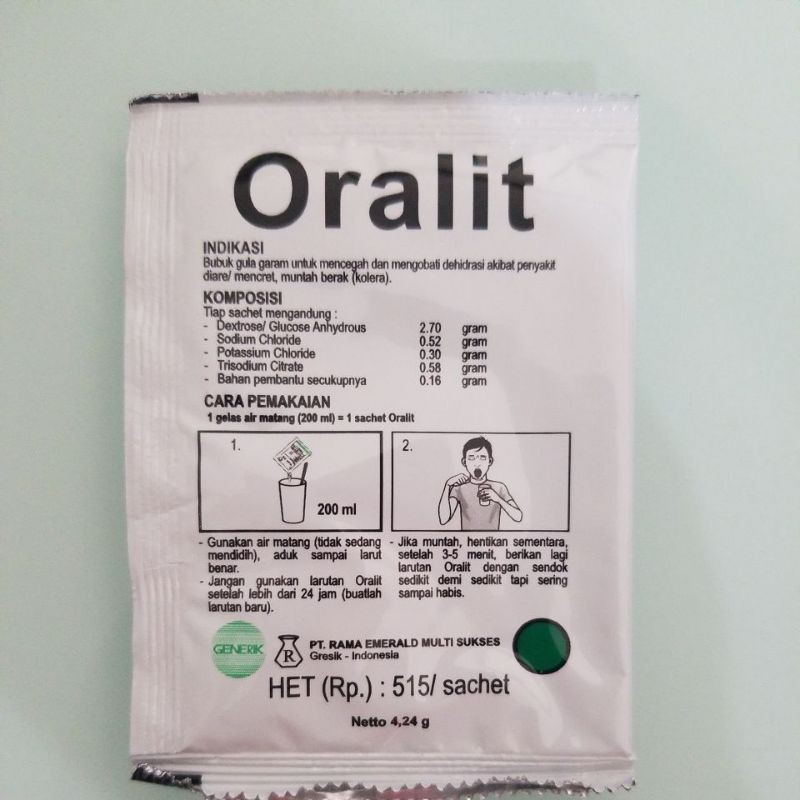 Oralit
INDIKASI
Bubuk gula garam untuk mencegah dan mengobati dehidrasi akibat penyakit
diare/ mencret, muntah berak (kolera).
KOMPOSISI
Tiap sachet mengandung :
- Dextrose/ Glucose Anhydrous 2.70 gram
- Sodium Chloride 0.52 gram
- Potassium Chloride 0.30 gram
- Trisodium Citrate 0.58 gram
- Bahan pembantu secukupnya 0.16 gram
CARA PEMAKAIAN
1 gelas air matang (200 ml) = 1 sachet Oralit
1.
200 ml
2.
- Gunakan air matang (tidak sedang
mendidih), aduk sampai larut
benar.
- Jangan gunakan larutan Oralit
setelah lebih dari 24 jam (buatlah
larutan baru).
- Jika muntah, hentikan sementara,
setelah 3-5 menit, berikan lagi
larutan Oralit dengan sendok
sedikit demi sedikit tapi sering
sampai habis.
GENERIK
R
PT. RAMA EMERALD MULTI SUKSES
Gresik - Indonesia
HET (Rp.) : 515/ sachet
Netto 4,24 g